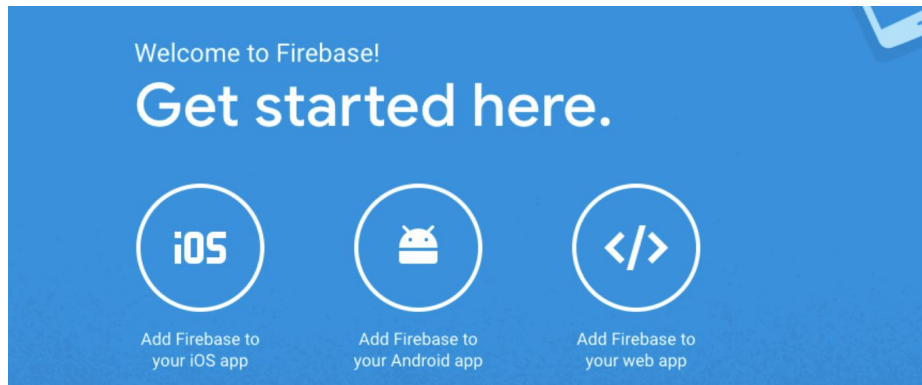 Welcome to Firebase!
Get started here.
iOS
</>
Add Firebase to
your iOS app
Add Firebase to
your Android app
Add Firebase to
your web app